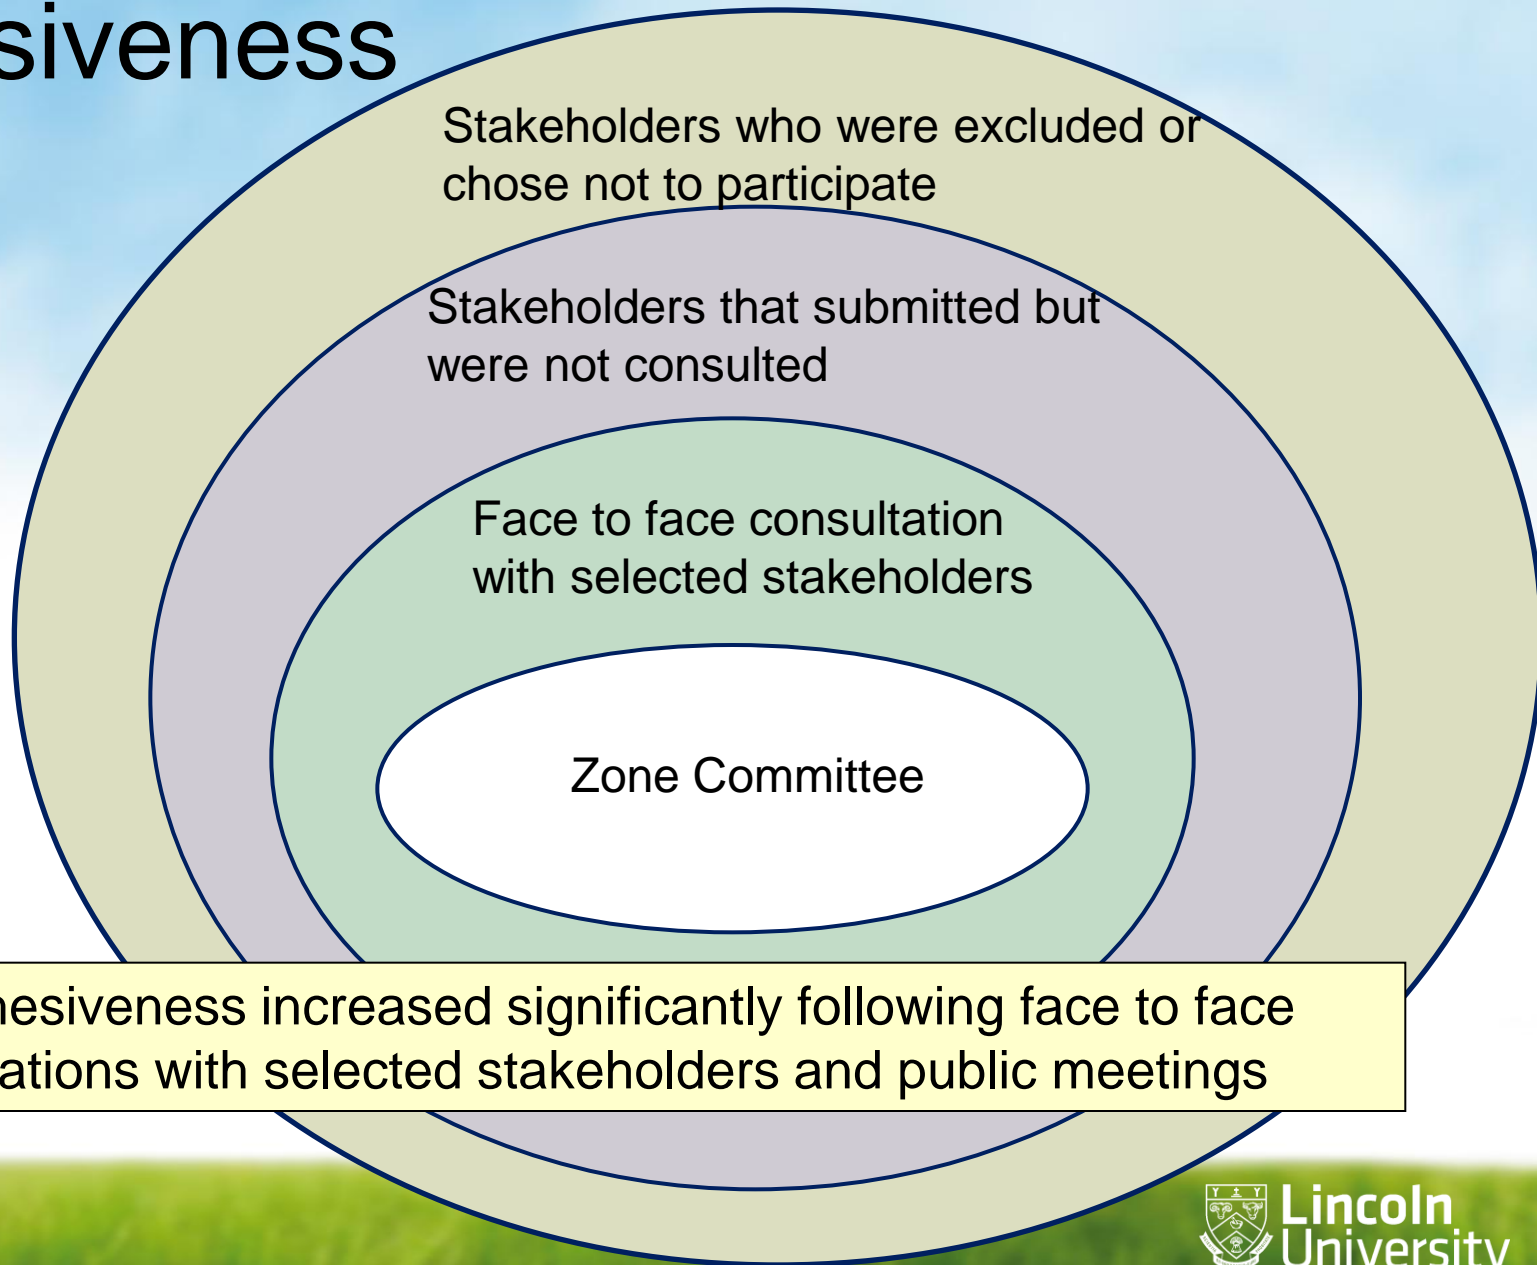 siveness
Stakeholders who were excluded or
chose not to participate
Stakeholders that submitted but
were not consulted
Face to face consultation
with selected stakeholders
Zone Committee
nesiveness increased significantly following face to face
ations with selected stakeholders and public meetings
Lincoln
University